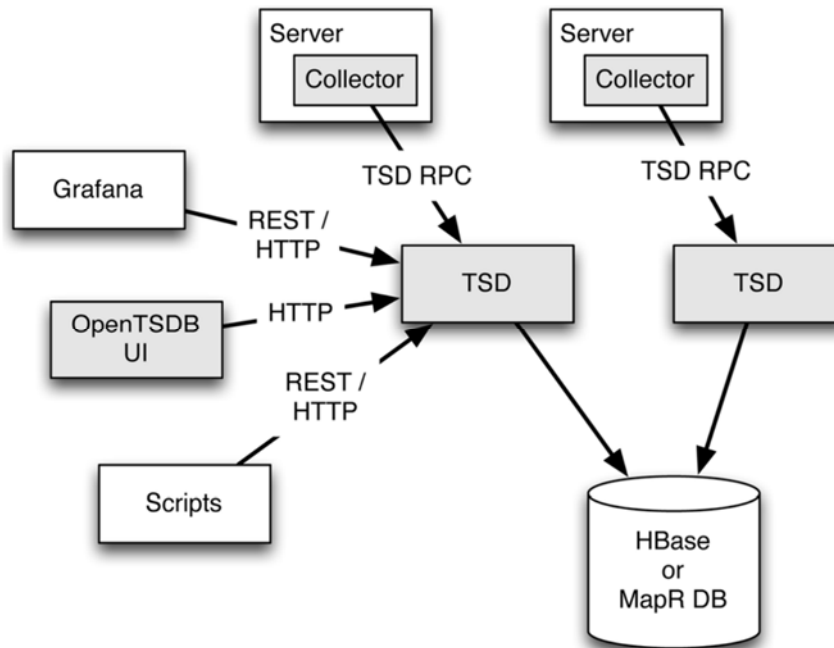 Server
Collector
Server
Collector
TSD RPC
TSD RPC
Grafana
REST /
HTTP
TSD
TSD
OpenTSDB
UI
HTTP
REST /
HTTP
Scripts
HBase
or
MapR DB